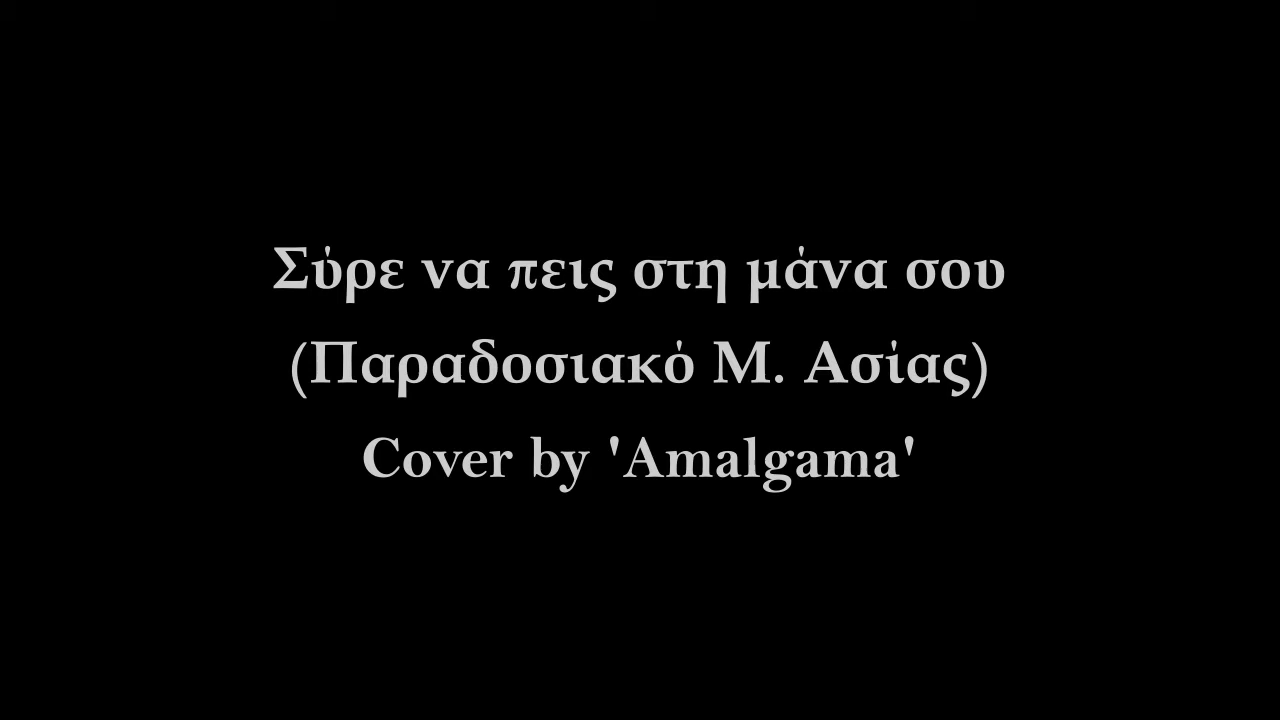 Σύρε να πεις στη μάνα σου
(Παραδοσιακό Μ. Ασίας)
Cover by 'Amalgama'